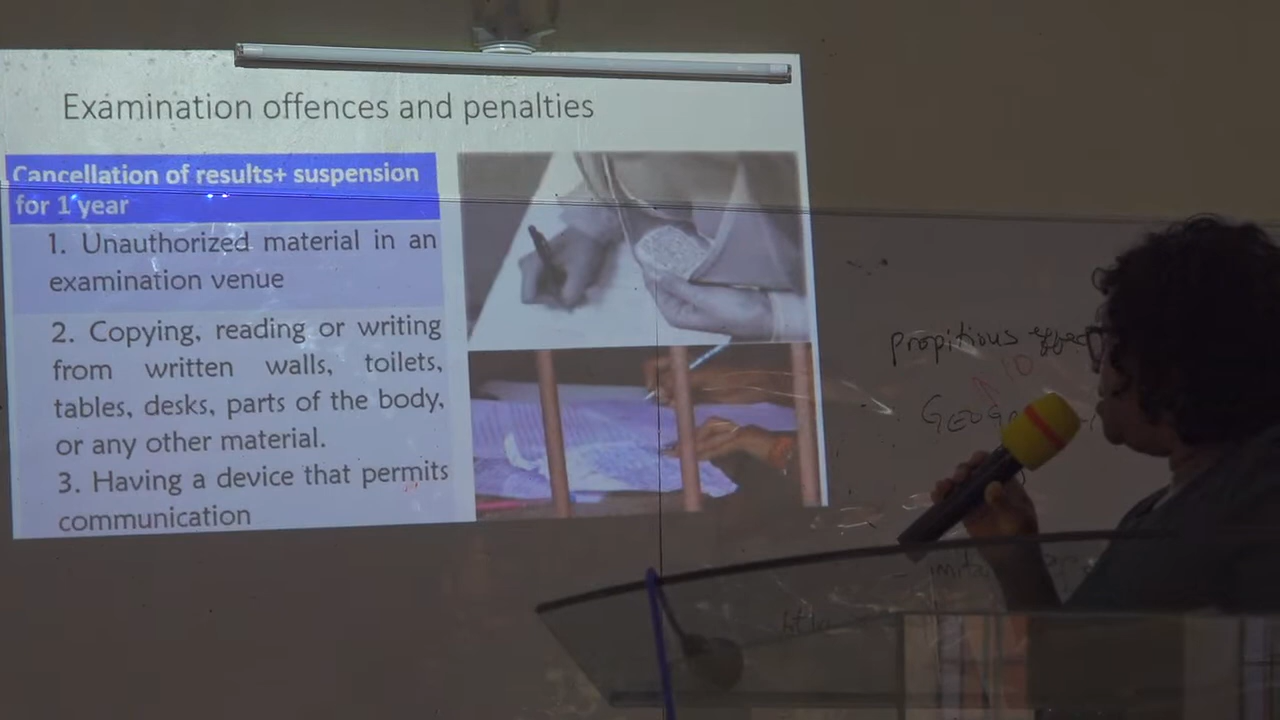 Examination offences and penalties
Cancellation of results+ suspension
for 1 year
1. Unauthorized material in an
examination venue
2. Copying, reading or writing
from written walls, toilets,
tables, desks, parts of the body,
or any other material.
3. Having a device that permits
communication
propitious
10